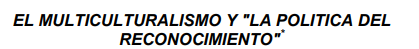 EL MULTICULTURALISMO Y "LA POLITICA DEL
RECONOCIMIENTO"*